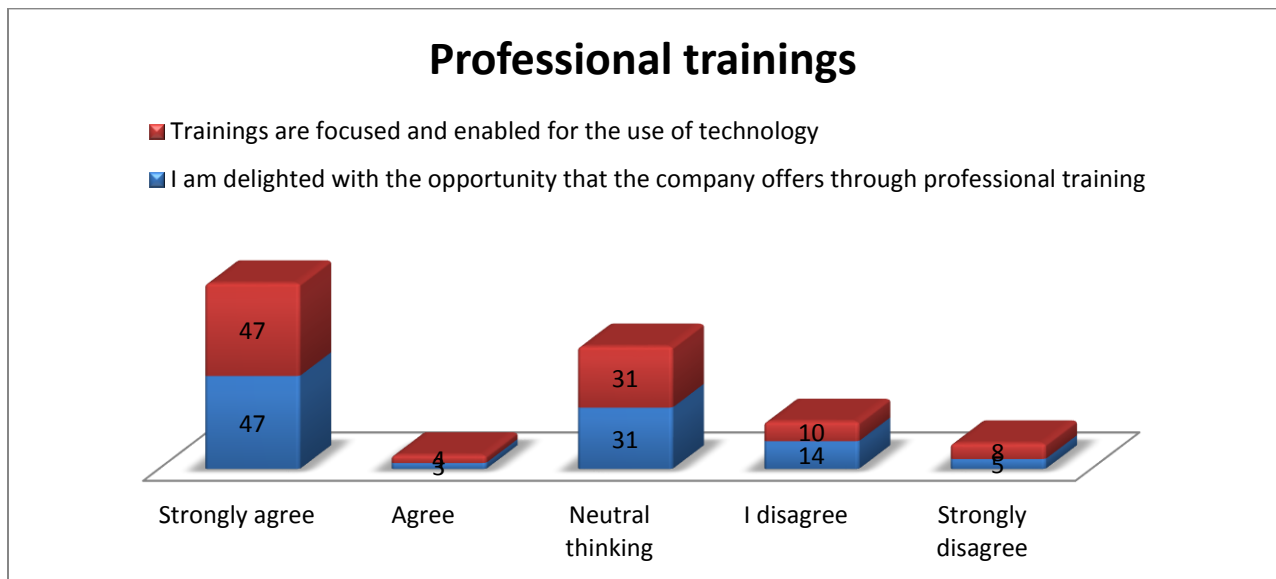 Professional trainings
Trainings are focused and enabled for the use of technology
I am delighted with the opportunity that the company offers through professional training
47
47
4
3
31
31
10
14
8
5
Strongly agree
Agree
Neutral
thinking
I disagree
Strongly
disagree